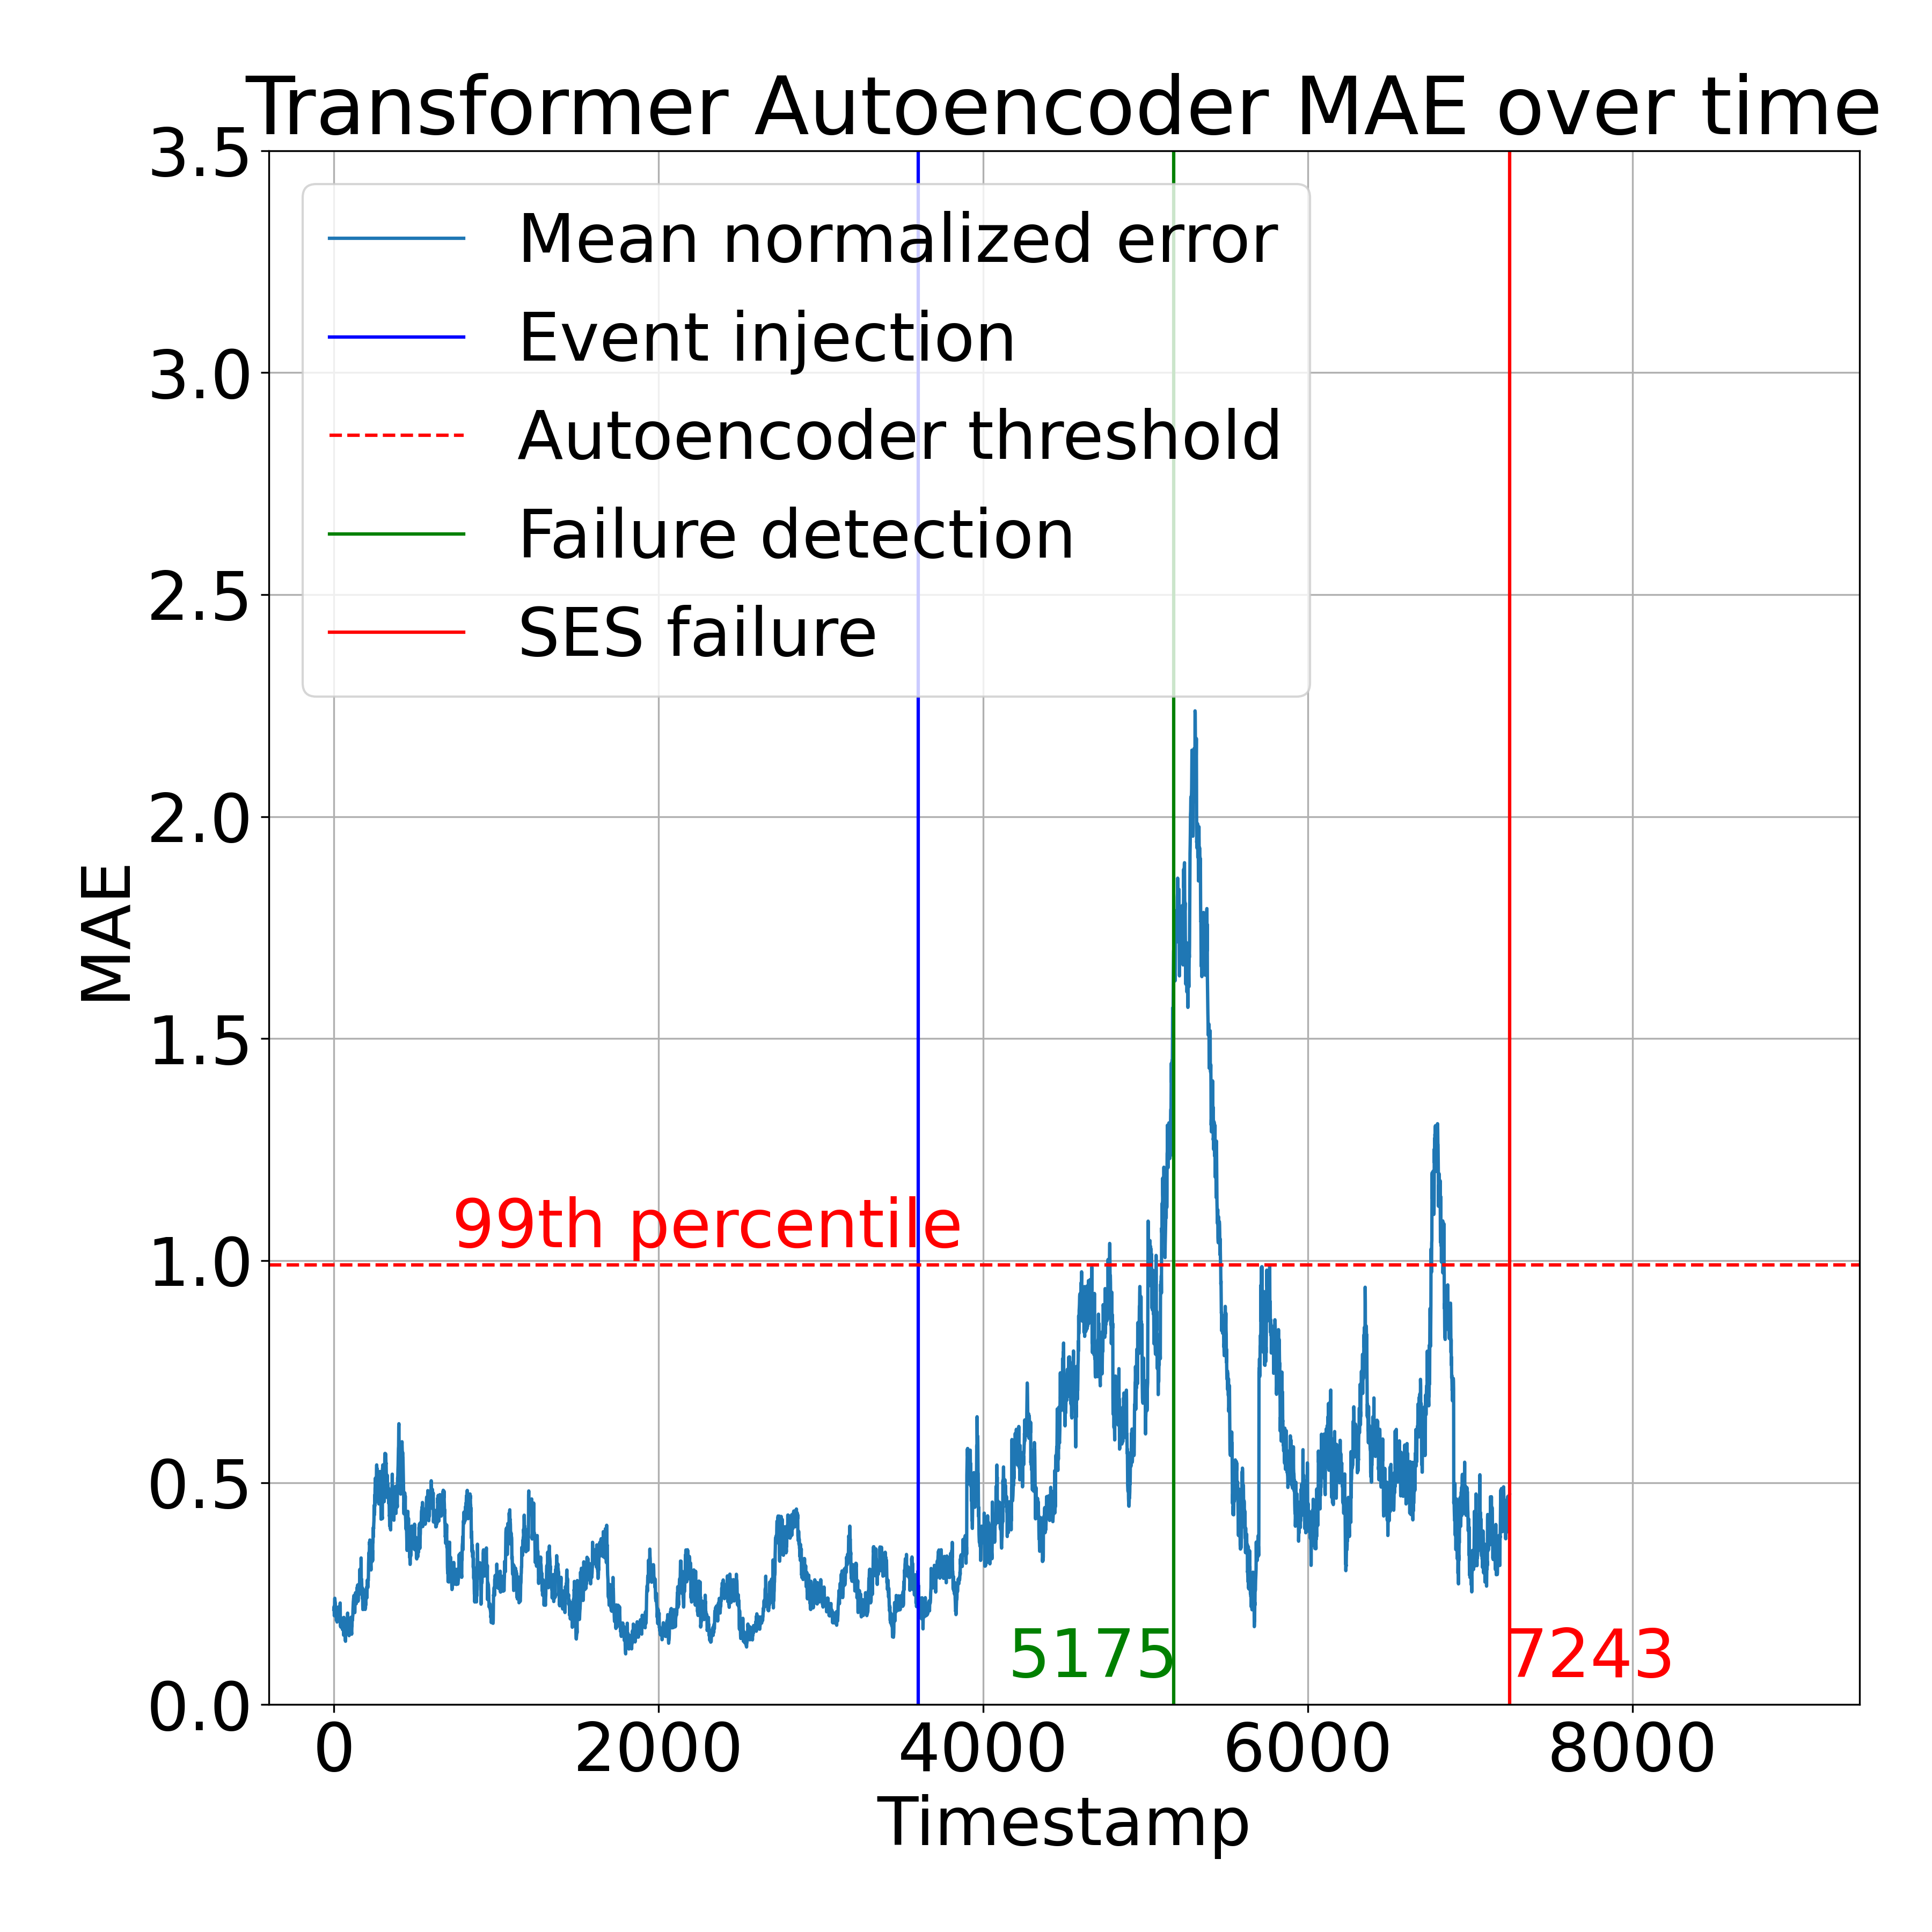 Transformer Autoencoder MAE over time
3.5
3.0
2.5
2.0
1.5
1.0
0.5
0.0
MAE
Mean normalized error
Event injection
Autoencoder threshold
Failure detection
SES failure
99th percentile
5175
7243
0
2000
4000
6000
8000
Timestamp